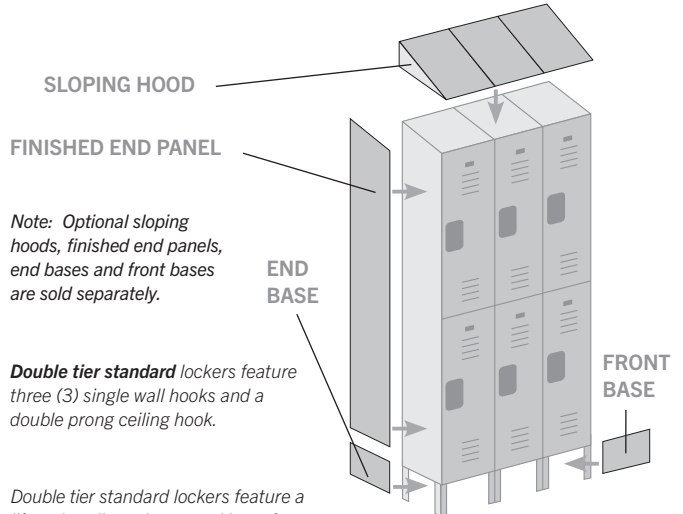 SLOPING HOOD
FINISHED END PANEL
Note: Optional sloping
hoods, finished end panels,
end bases and front bases
are sold separately.
END
BASE
Double tier standard lockers feature
three (3) single wall hooks and a
double prong ceiling hook.
FRONT
BASE
Double tier standard lockers feature a